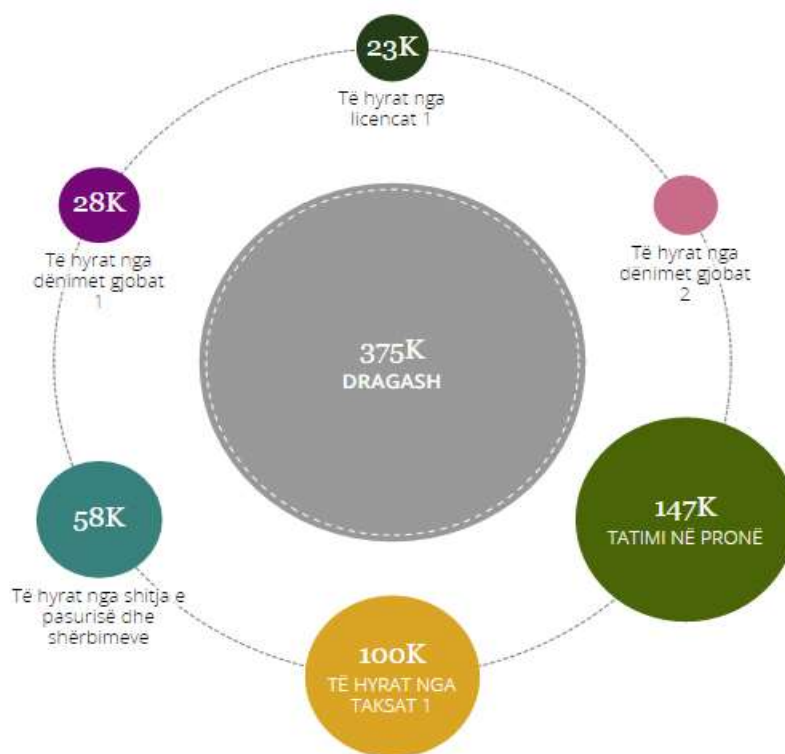 23K
Të hyrat nga
licencat 1
28K
Të hyrat nga
dënimet gjobat
1
Të hyrat nga
dënimet gjobat
2
375K
DRAGASH
58K
Të hyrat nga shitja e
pasurisë dhe
shërbimeve
147K
TATIMI NË PRONË
100K
TË HYRAT NGA
TAKSAT 1